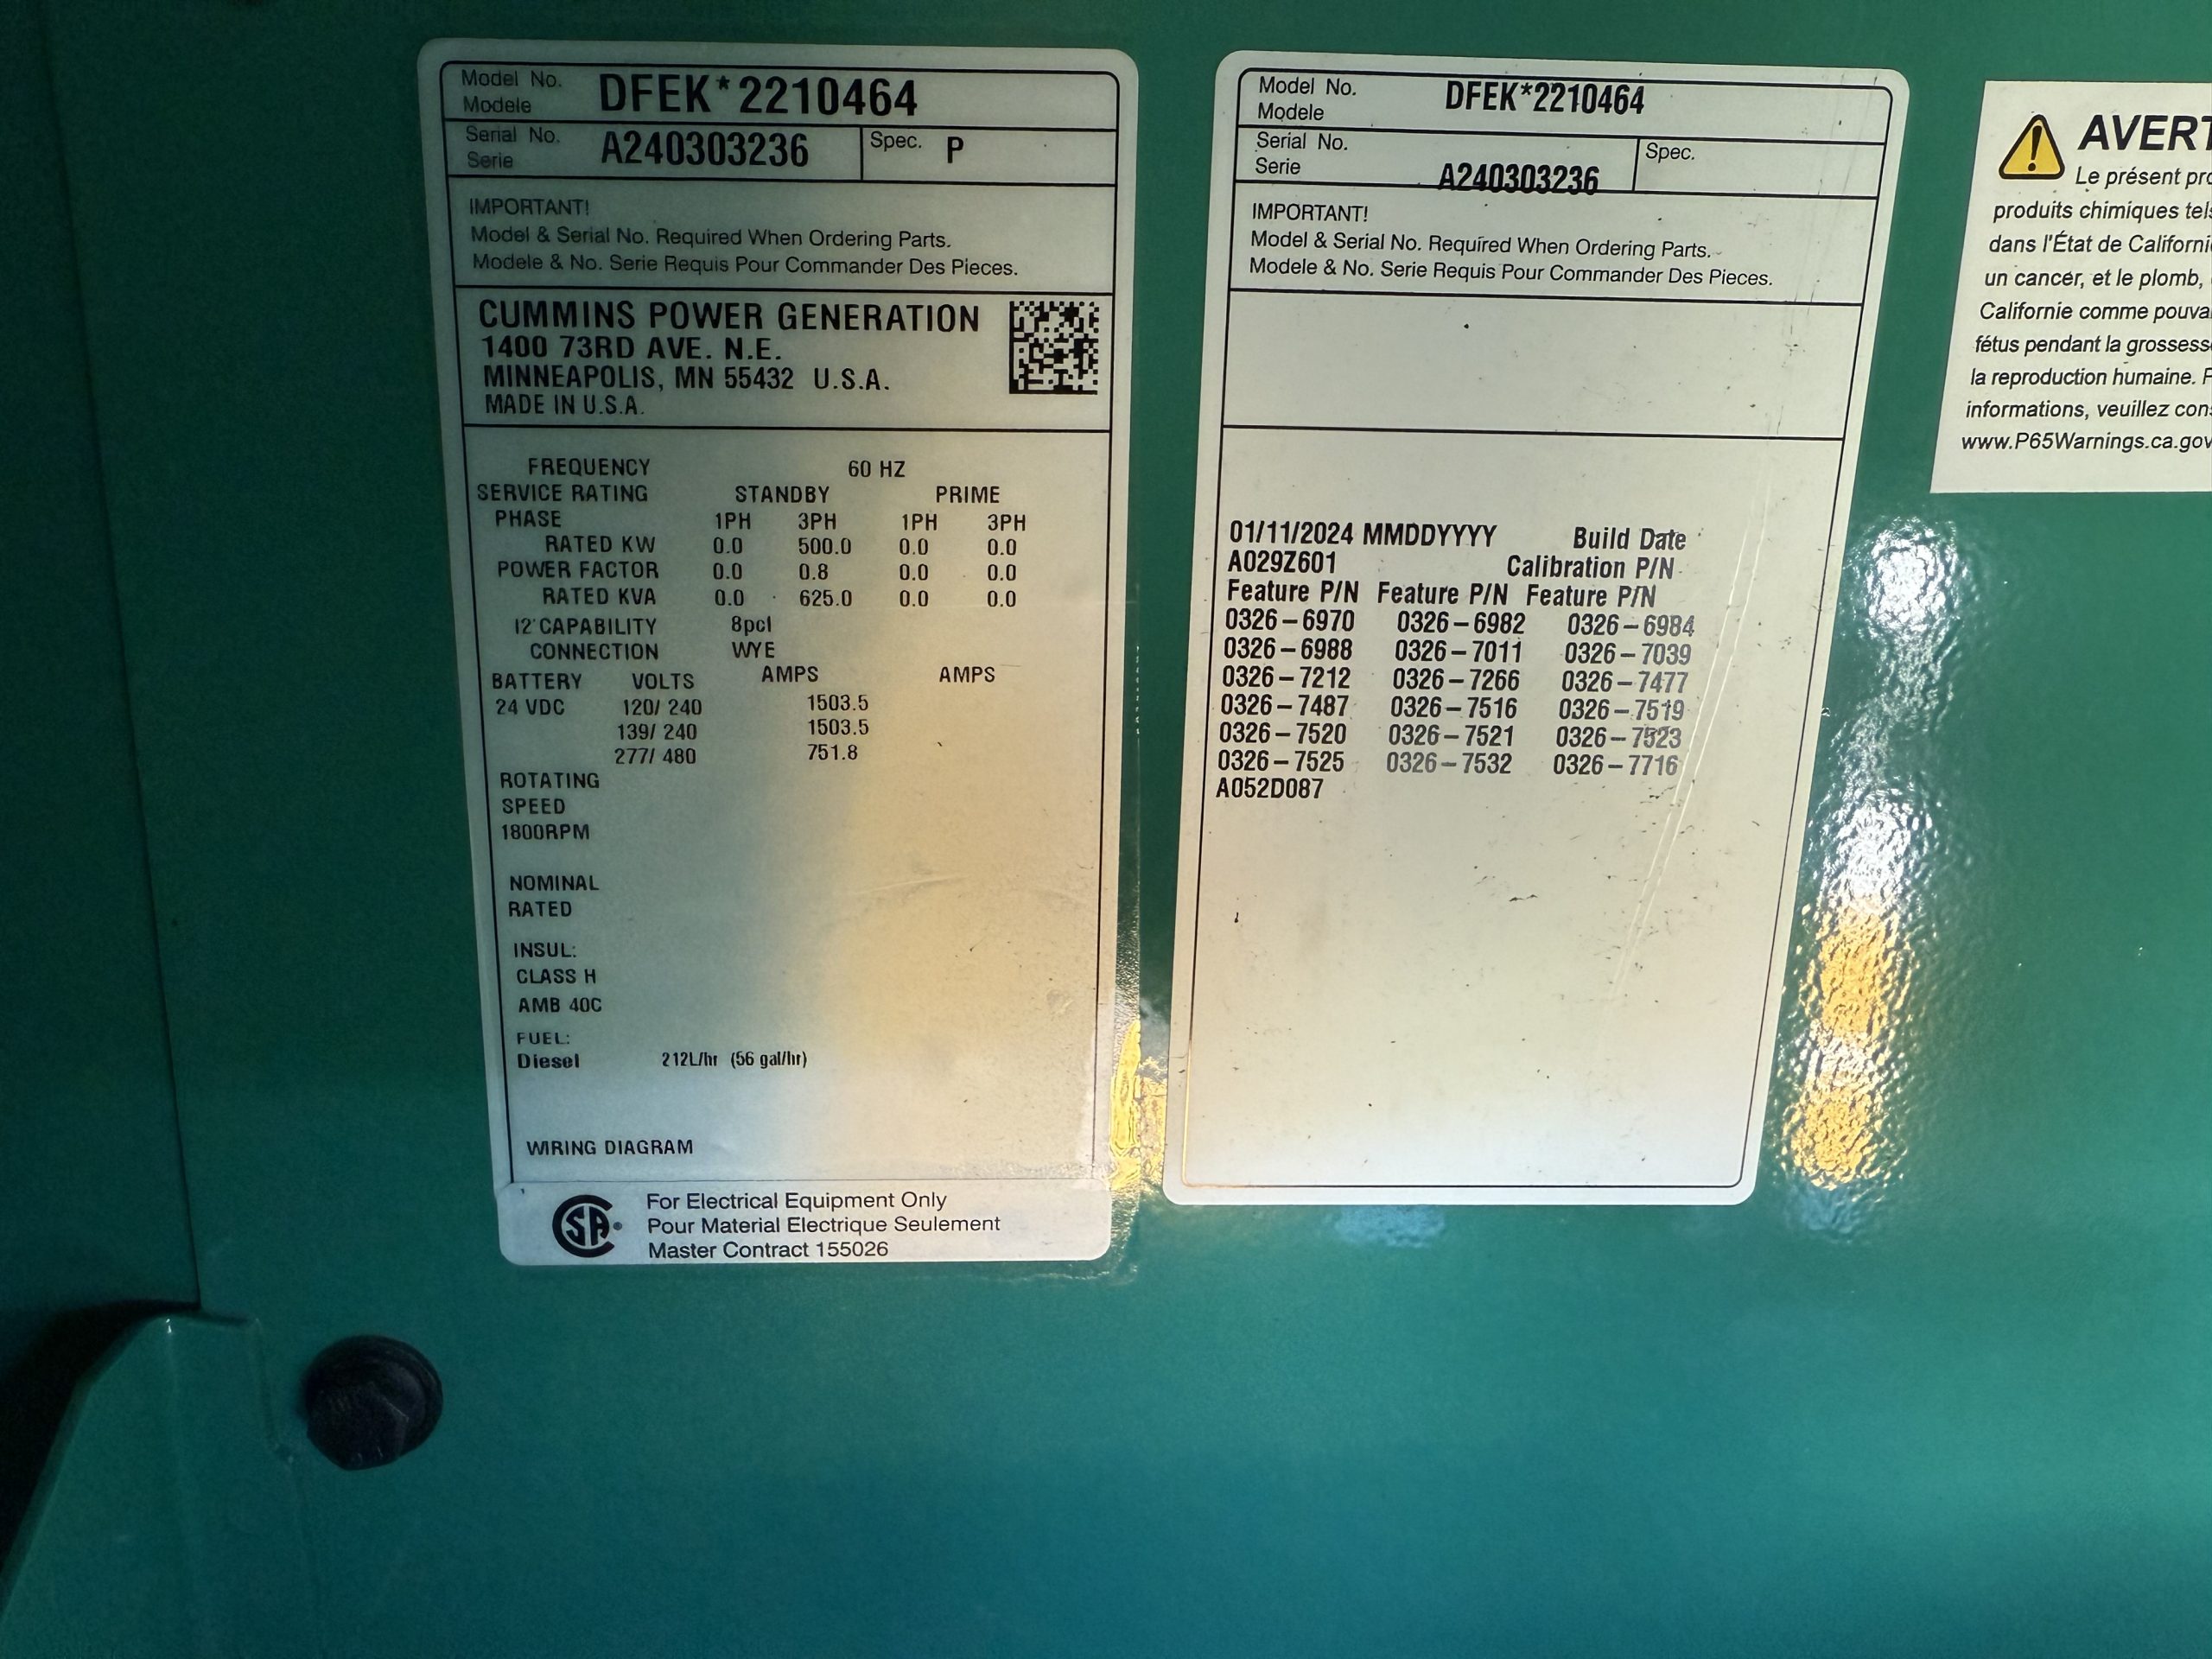 Model No. DFEK*2210464
Modele
Serial No. A240303236 Spec. P
Serie
IMPORTANT!
Model & Serial No. Required When Ordering Parts.
Modele & No. Serie Requis Pour Commander Des Pieces.
CUMMINS POWER GENERATION
1400 73RD AVE. N.E.
MINNEAPOLIS, MN 55432 U.S.A.
MADE IN U.S.A.
FREQUENCY 60 HZ
SERVICE RATING STANDBY PRIME
PHASE 1PH 3PH 1PH 3PH
RATED KW 0.0 500.0 0.0 0.0
POWER FACTOR 0.0 0.8 0.0 0.0
RATED KVA 0.0 625.0 0.0 0.0
I2'CAPABILITY 8pcl
CONNECTION WYE
BATTERY VOLTS AMPS AMPS
24 VDC 120/ 240 1503.5
139/ 240 1503.5
277/ 480 751.8
ROTATING
SPEED
1800RPM
NOMINAL
RATED
INSUL:
CLASS H
AMB 40C
FUEL:
Diesel 212L/hr (56 gal/hr)
WIRING DIAGRAM
For Electrical Equipment Only
Pour Material Electrique Seulement
Master Contract 155026
Model No. DFEK*2210464
Modele
Serial No.
Serie A240303236 Spec.
IMPORTANT!
Model & Serial No. Required When Ordering Parts.
Modele & No. Serie Requis Pour Commander Des Pieces.
01/11/2024 MMDDYYYY Build Date
A029Z601 Calibration P/N
Feature P/N Feature P/N Feature P/N
0326-6970 0326-6982 0326-6984
0326-6988 0326-7011 0326-7039
0326-7212 0326-7266 0326-7477
0326-7487 0326-7516 0326-7519
0326-7520 0326-7521 0326-7523
0326-7525 0326-7532 0326-7716
A052D087
AVERT
Le présent pro
produits chimiques tels
dans l'État de Californi
un cancer, et le plomb,
Californie comme pouva
fétus pendant la grossess
la reproduction humaine. P
informations, veuillez con
www.P65Warnings.ca.gov